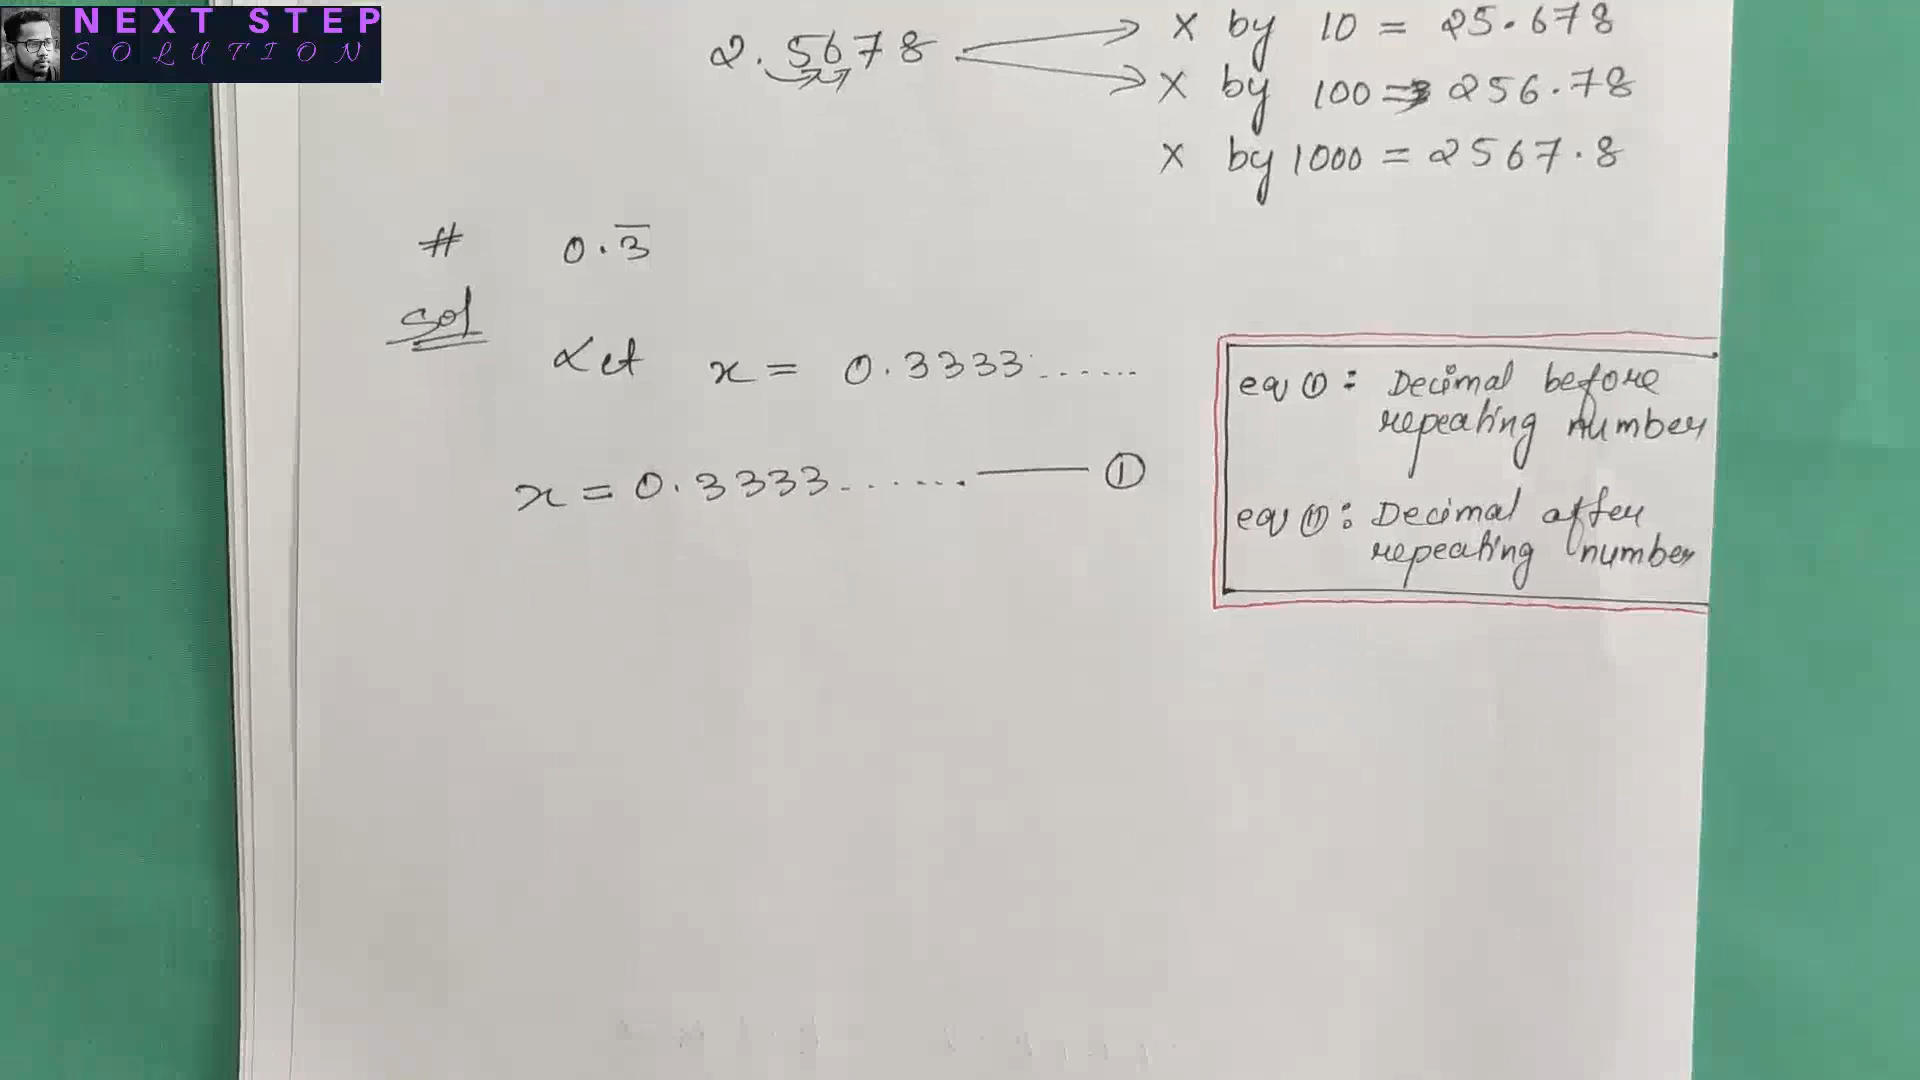 NEXT STEP
SOLUTION
2.5678
× by 10 = 25.678
× by 100 = 256.78
× by 1000 = 2567.8
# 0.3̅
Sol
Let x = 0.3333......
x = 0.3333....... —— ①
eq ①: Decimal before
repeating number
eq ⑪: Decimal after
repeating number